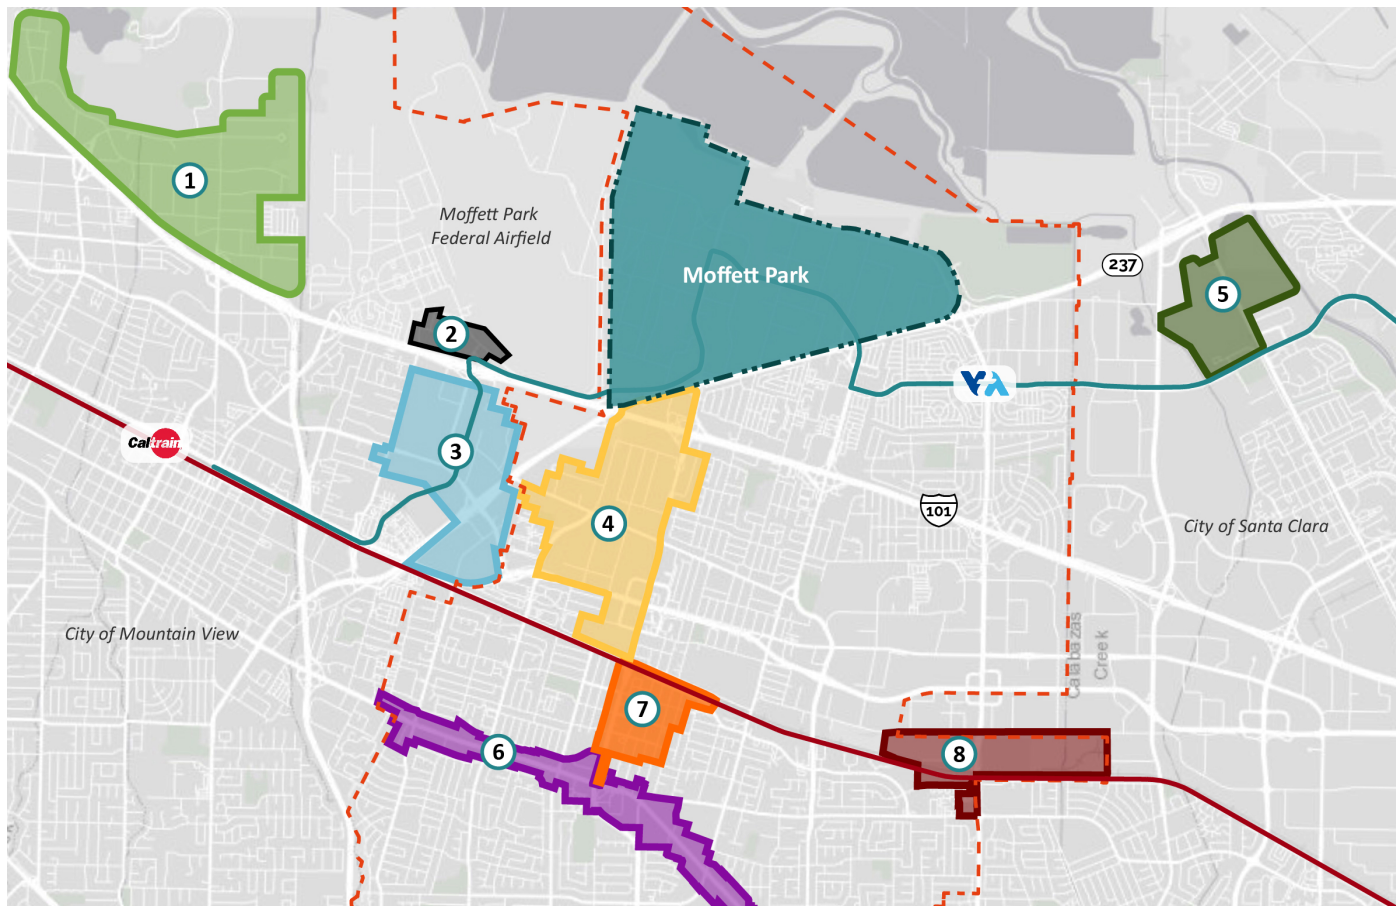 1
Moffett Park
Federal Airfield
Moffett Park
237
5
2
VTA
3
Caltrain
101
4
City of Santa Clara
City of Mountain View
Calabazas
Creek
7
6
8